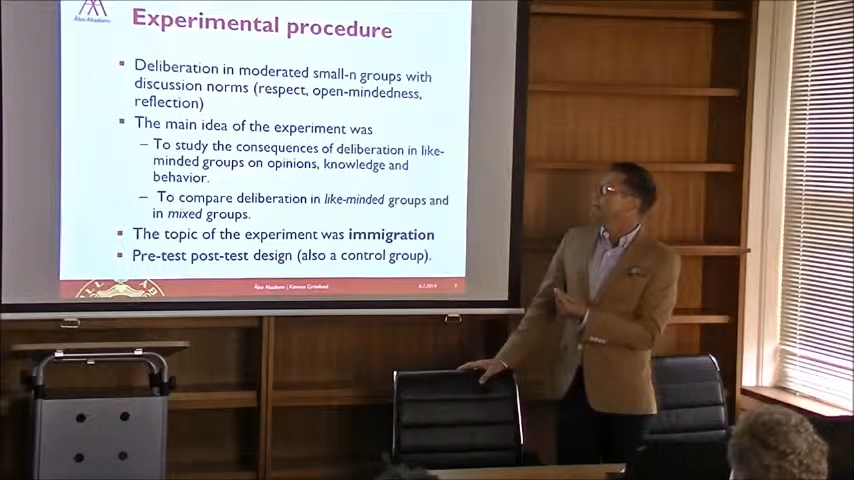 Åbo Akademi
Experimental procedure
▪ Deliberation in moderated small-n groups with
discussion norms (respect, open-mindedness,
reflection)
▪ The main idea of the experiment was
– To study the consequences of deliberation in like-
minded groups on opinions, knowledge and
behavior.
– To compare deliberation in like-minded groups and
in mixed groups.
▪ The topic of the experiment was immigration
▪ Pre-test post-test design (also a control group).
Åbo Akademi | Kimmo Grönlund
9